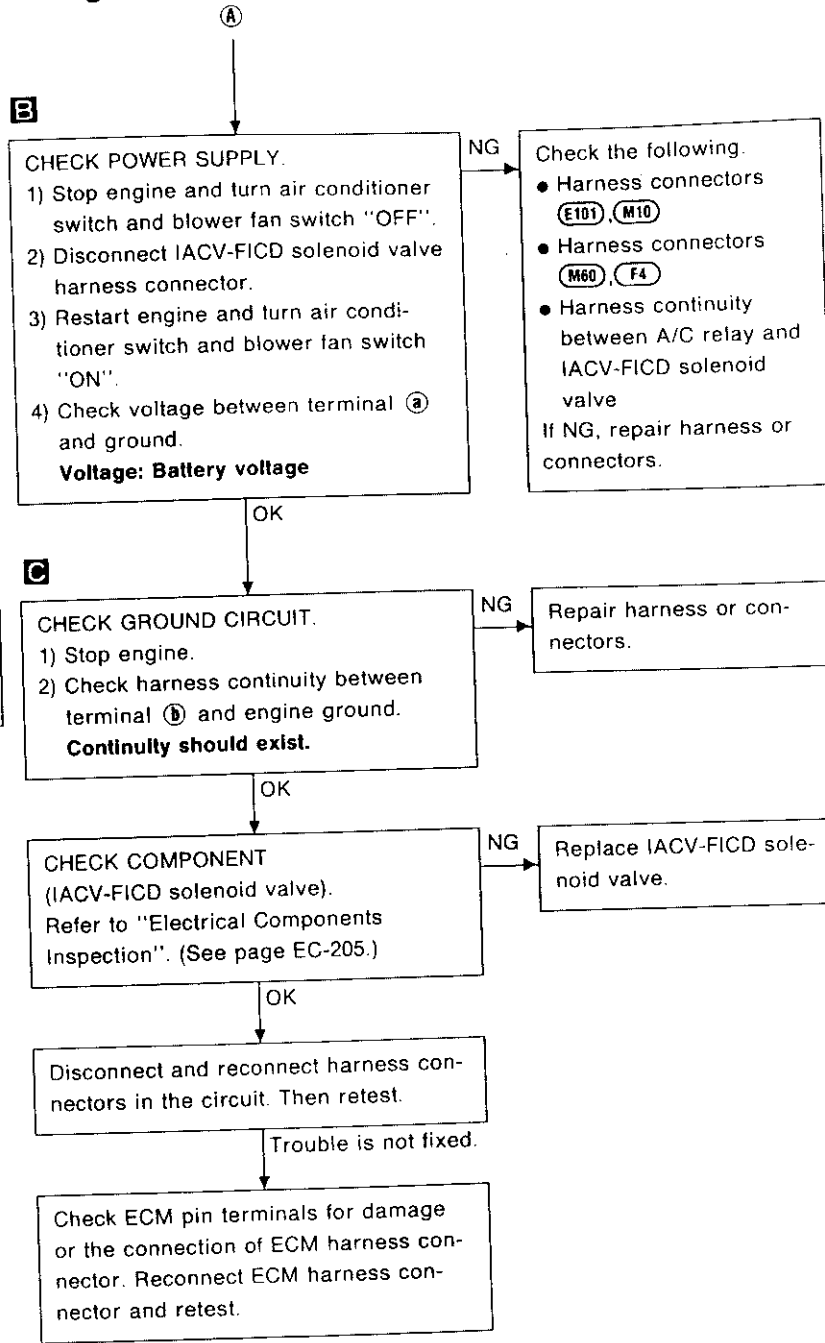 Ⓐ
B
CHECK POWER SUPPLY.
1) Stop engine and turn air conditioner
switch and blower fan switch "OFF".
2) Disconnect IACV-FICD solenoid valve
harness connector.
3) Restart engine and turn air condi-
tioner switch and blower fan switch
"ON".
4) Check voltage between terminal ⓐ
and ground.
Voltage: Battery voltage
NG
Check the following.
● Harness connectors
(E101), (M10)
● Harness connectors
(M60), (F4)
● Harness continuity
between A/C relay and
IACV-FICD solenoid
valve
If NG, repair harness or
connectors.
OK
C
CHECK GROUND CIRCUIT.
1) Stop engine.
2) Check harness continuity between
terminal ⓑ and engine ground.
Continuity should exist.
NG
Repair harness or con-
nectors.
OK
CHECK COMPONENT
(IACV-FICD solenoid valve).
Refer to "Electrical Components
Inspection". (See page EC-205.)
NG
Replace IACV-FICD sole-
noid valve.
OK
Disconnect and reconnect harness con-
nectors in the circuit. Then retest.
Trouble is not fixed.
Check ECM pin terminals for damage
or the connection of ECM harness con-
nector. Reconnect ECM harness con-
nector and retest.